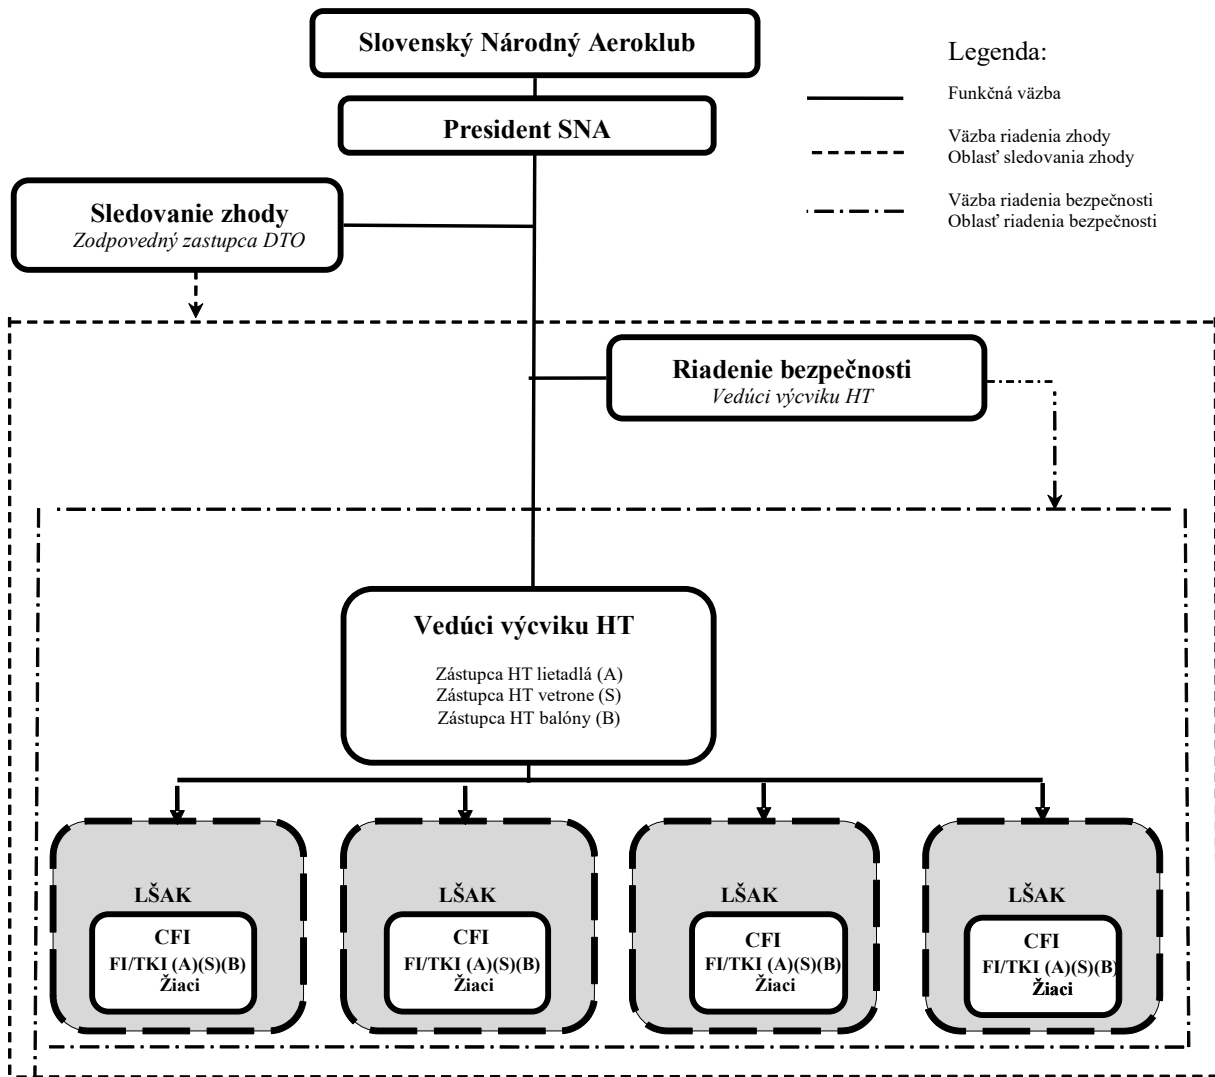 Slovenský Národný Aeroklub
President SNA
Legenda:
Funkčná väzba
Väzba riadenia zhody
Oblasť sledovania zhody
Väzba riadenia bezpečnosti
Oblasť riadenia bezpečnosti
Sledovanie zhody
Zodpovedný zastupca DTO
Riadenie bezpečnosti
Vedúci výcviku HT
Vedúci výcviku HT
Zástupca HT lietadlá (A)
Zástupca HT vetrone (S)
Zástupca HT balóny (B)
LŠAK
CFI
FI/TKI (A)(S)(B)
Žiaci
LŠAK
CFI
FI/TKI (A)(S)(B)
Žiaci
LŠAK
CFI
FI/TKI (A)(S)(B)
Žiaci
LŠAK
CFI
FI/TKI (A)(S)(B)
Žiaci